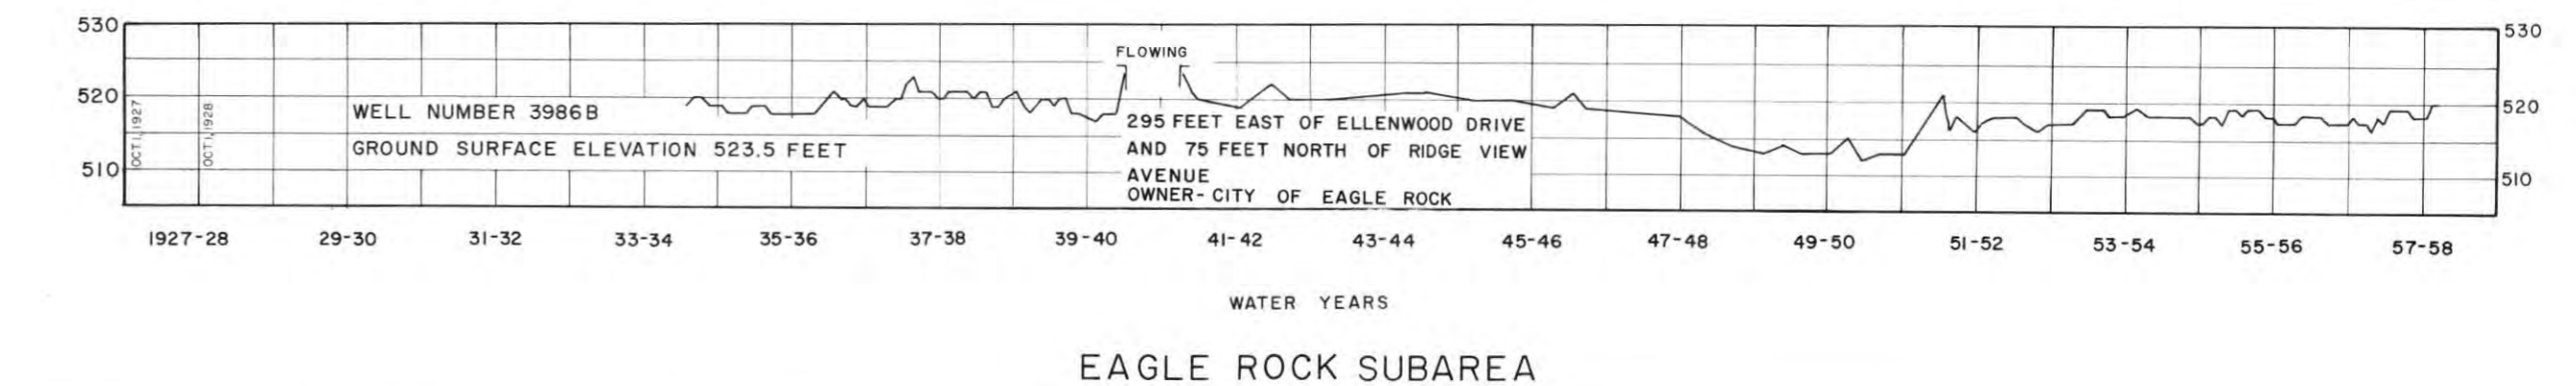 530
530
FLOWING
520
520
OCT.1,1927
OCT.1,1928
WELL NUMBER 3986B
GROUND SURFACE ELEVATION 523.5 FEET
295 FEET EAST OF ELLENWOOD DRIVE
AND 75 FEET NORTH OF RIDGE VIEW
AVENUE
OWNER-CITY OF EAGLE ROCK
510
510
1927-28 29-30 31-32 33-34 35-36 37-38 39-40 41-42 43-44 45-46 47-48 49-50 51-52 53-54 55-56 57-58
WATER YEARS
EAGLE ROCK SUBAREA